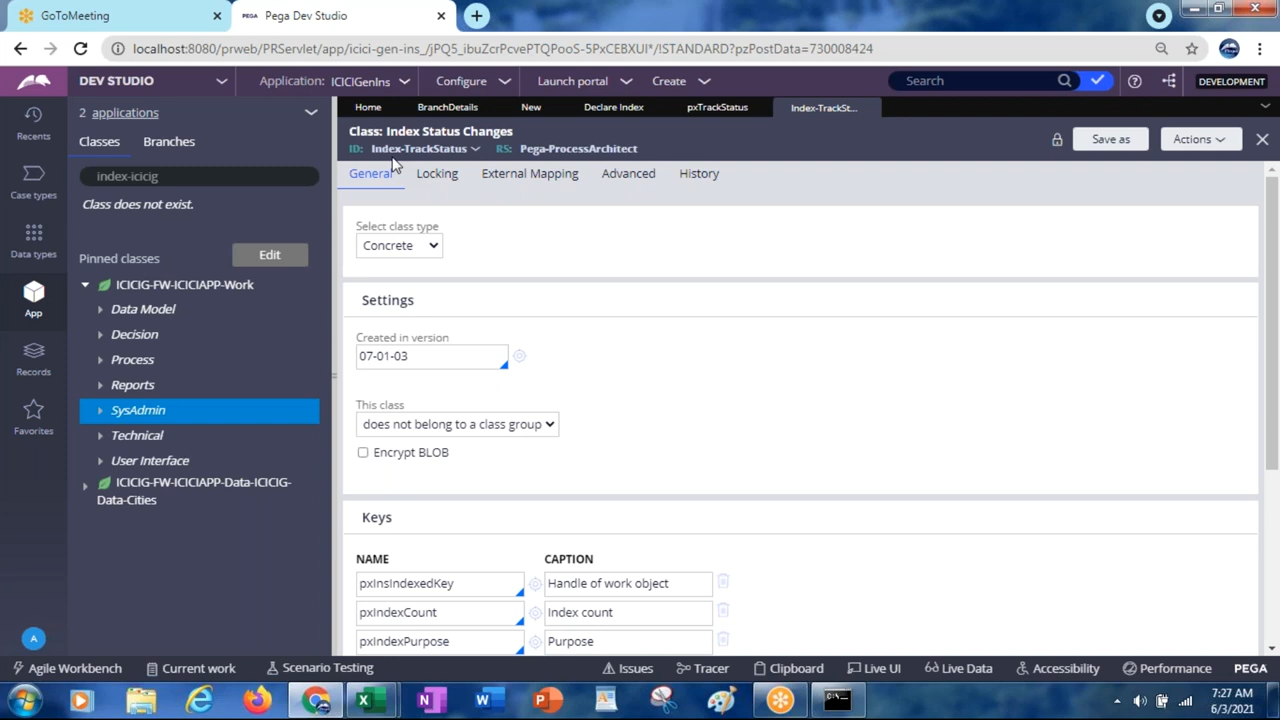 GoToMeeting
PEGA Pega Dev Studio
localhost:8080/prweb/PRServlet/app/icici-gen-ins_/jPQ5_ibuZcrPcvePTQPooS-5PxCEBXUI*/!STANDARD?pzPostData=730008424
DEV STUDIO
Application: ICICIGenIns
Configure
Launch portal
Create
Search
DEVELOPMENT
Recents
Case types
Data types
App
Records
Favorites
A
2 applications
Classes
Branches
index-icicig
Class does not exist.
Pinned classes
Edit
ICICIG-FW-ICICIAPP-Work
Data Model
Decision
Process
Reports
SysAdmin
Technical
User Interface
ICICIG-FW-ICICIAPP-Data-ICICIG-
Data-Cities
Home
BranchDetails
New
Declare Index
pxTrackStatus
Index-TrackSt...
Class: Index Status Changes
ID: Index-TrackStatus RS: Pega-ProcessArchitect
Save as
Actions
General
Locking
External Mapping
Advanced
History
Select class type
Concrete
Settings
Created in version
07-01-03
This class
does not belong to a class group
Encrypt BLOB
Keys
NAME CAPTION
pxInsIndexedKey Handle of work object
pxIndexCount Index count
pxIndexPurpose Purpose
Agile Workbench
Current work
Scenario Testing
Issues
Tracer
Clipboard
Live UI
Live Data
Accessibility
Performance
PEGA
7:27 AM
6/3/2021